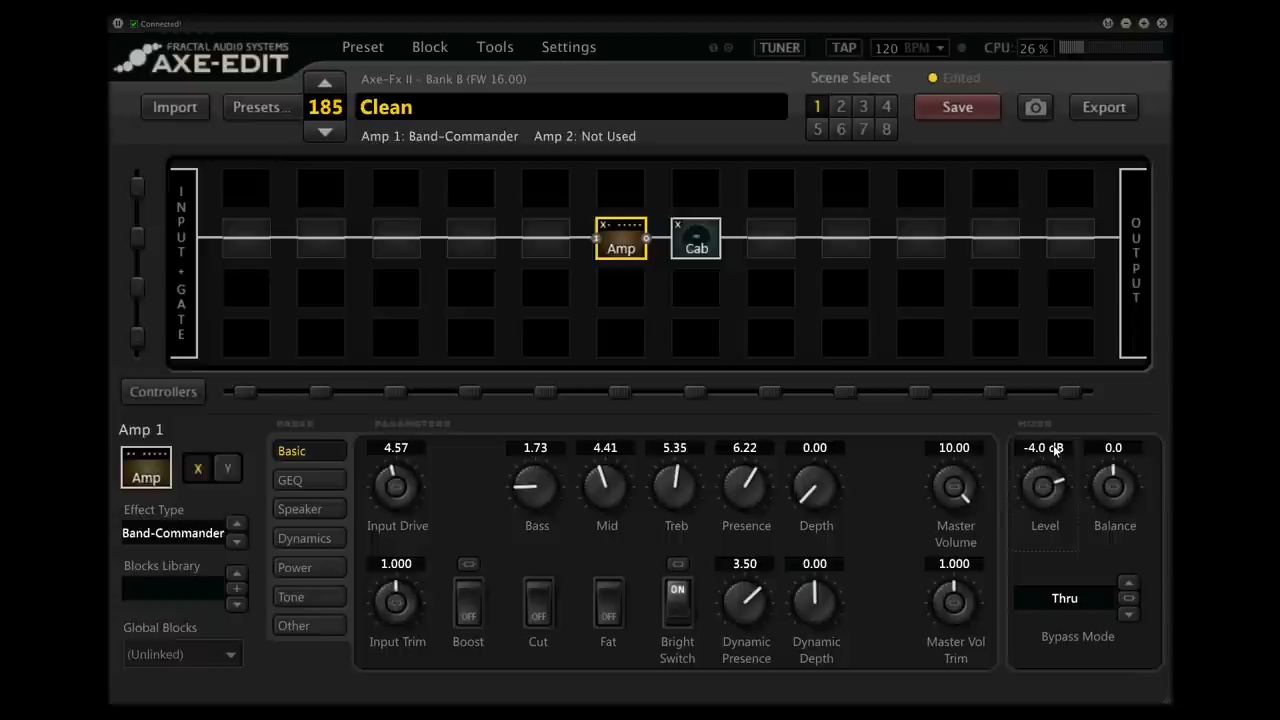 Connected!
FRACTAL AUDIO SYSTEMS
AXE-EDIT
Preset Block Tools Settings
TUNER TAP 120 BPM CPU: 26 %
Axe-Fx II - Bank B (FW 16.00)
Scene Select Edited
Import Presets... 185 Clean
1 2 3 4
Save Export
5 6 7 8
Amp 1: Band-Commander Amp 2: Not Used
INPUT + GATE
OUTPUT
X Amp
X Cab
Controllers
Amp 1
Amp
X Y
Effect Type
Band-Commander
Blocks Library
Global Blocks
(Unlinked)
PAGES
Basic
GEQ
Speaker
Dynamics
Power
Tone
Other
PARAMETERS
4.57 1.73 4.41 5.35 6.22 0.00 10.00
Input Drive Bass Mid Treb Presence Depth Master
Volume
1.000 3.50 0.00 1.000
OFF OFF OFF ON
Input Trim Boost Cut Fat Bright Dynamic Dynamic Master Vol
Switch Presence Depth Trim
MIXER
-4.0 dB 0.0
Level Balance
Thru
Bypass Mode